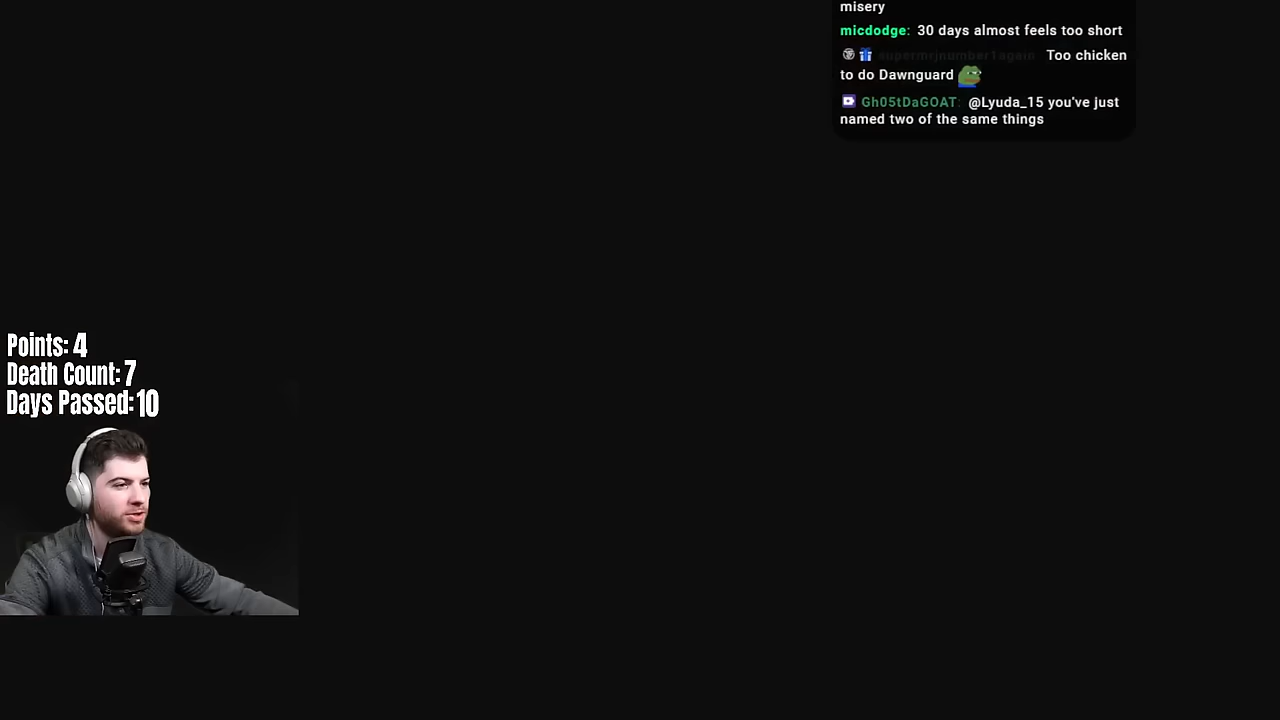 misery
micdodge: 30 days almost feels too short
supermrjnumber1again Too chicken
to do Dawnguard
Gh05tDaGOAT: @Lyuda_15 you've just
named two of the same things
Points: 4
Death Count: 7
Days Passed: 10